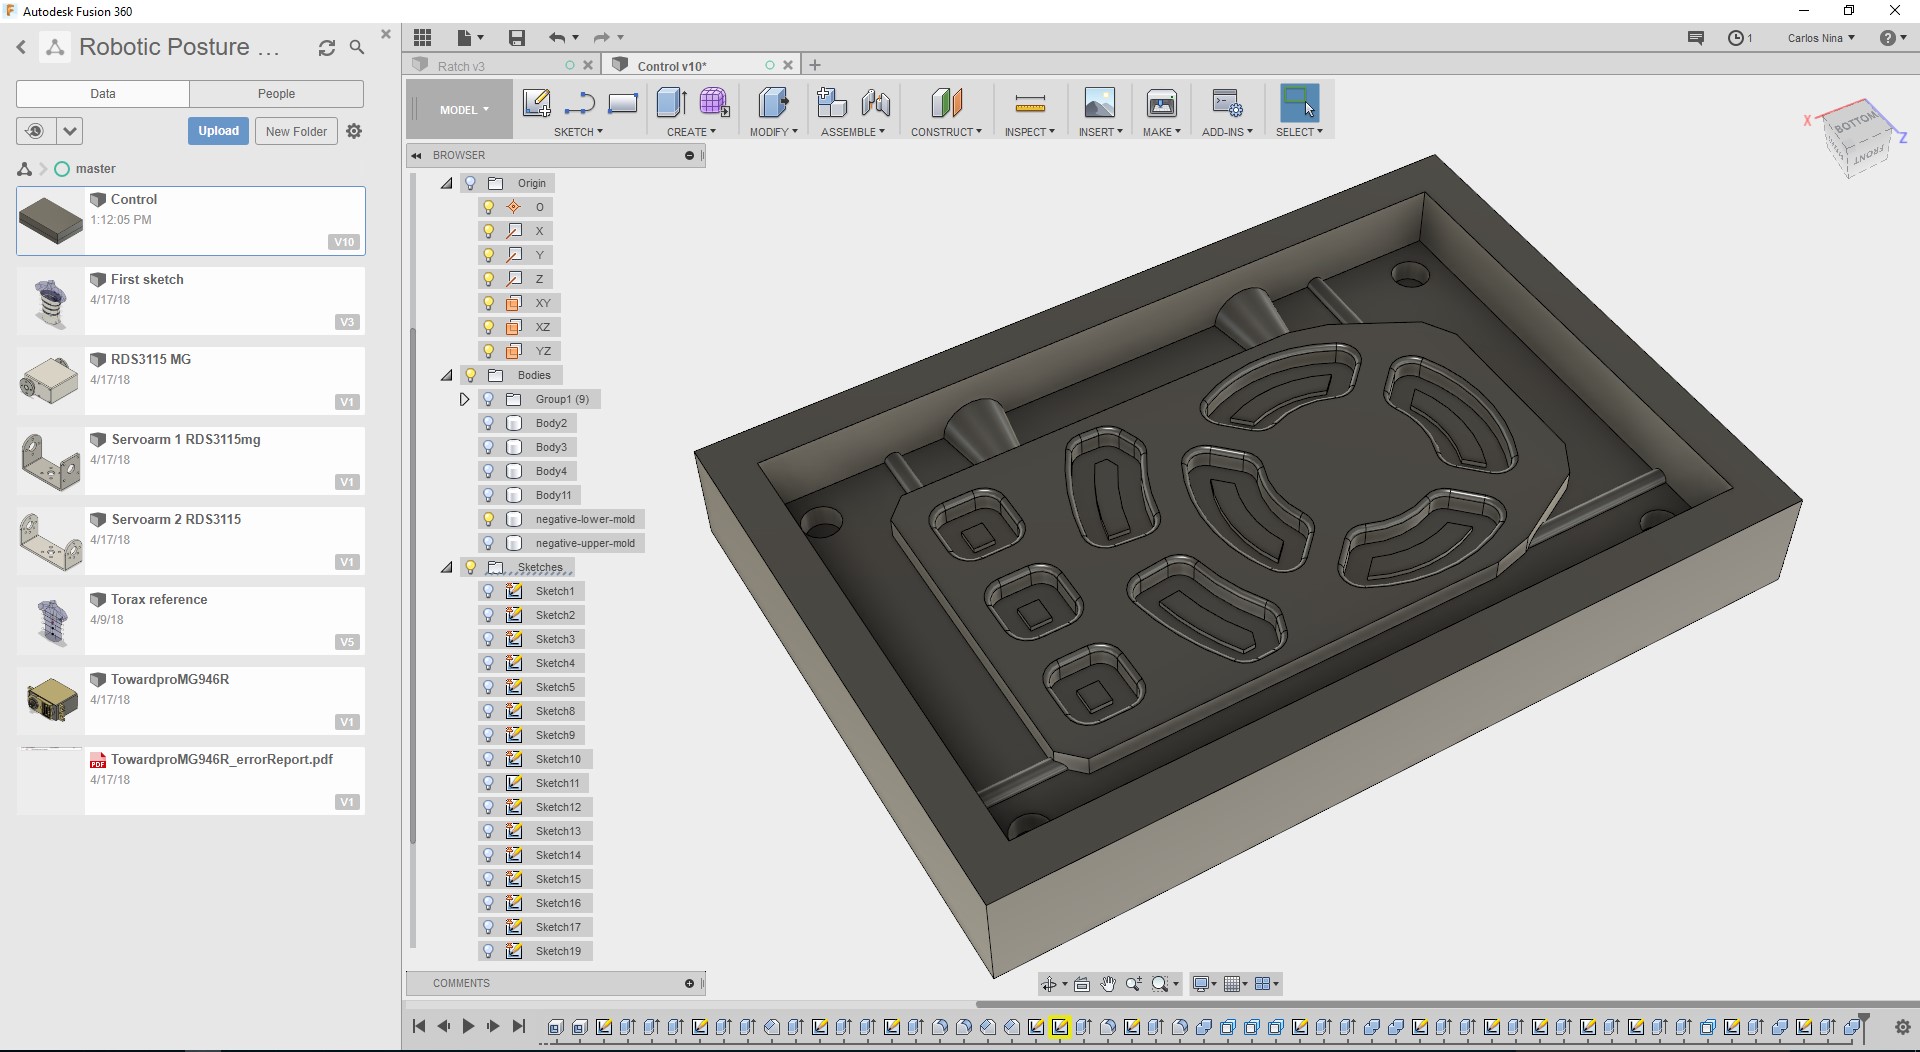 Autodesk Fusion 360
Robotic Posture ...
Data
People
Upload
New Folder
master
Control
1:12:05 PM
V10
First sketch
4/17/18
V3
RDS3115 MG
4/17/18
V1
Servoarm 1 RDS3115mg
4/17/18
V1
Servoarm 2 RDS3115
4/17/18
V1
Torax reference
4/9/18
V5
TowardproMG946R
4/17/18
V1
PDF
TowardproMG946R_errorReport.pdf
4/17/18
V1
1
Carlos Nina
Ratch v3
Control v10*
MODEL
SKETCH
CREATE
MODIFY
ASSEMBLE
CONSTRUCT
INSPECT
INSERT
MAKE
ADD-INS
SELECT
BROWSER
Origin
O
X
Y
Z
XY
XZ
YZ
Bodies
Group1 (9)
Body2
Body3
Body4
Body11
negative-lower-mold
negative-upper-mold
Sketches
Sketch1
Sketch2
Sketch3
Sketch4
Sketch5
Sketch8
Sketch9
Sketch10
Sketch11
Sketch12
Sketch13
Sketch14
Sketch15
Sketch16
Sketch17
Sketch19
COMMENTS
X
BOTTOM
Z
FRONT